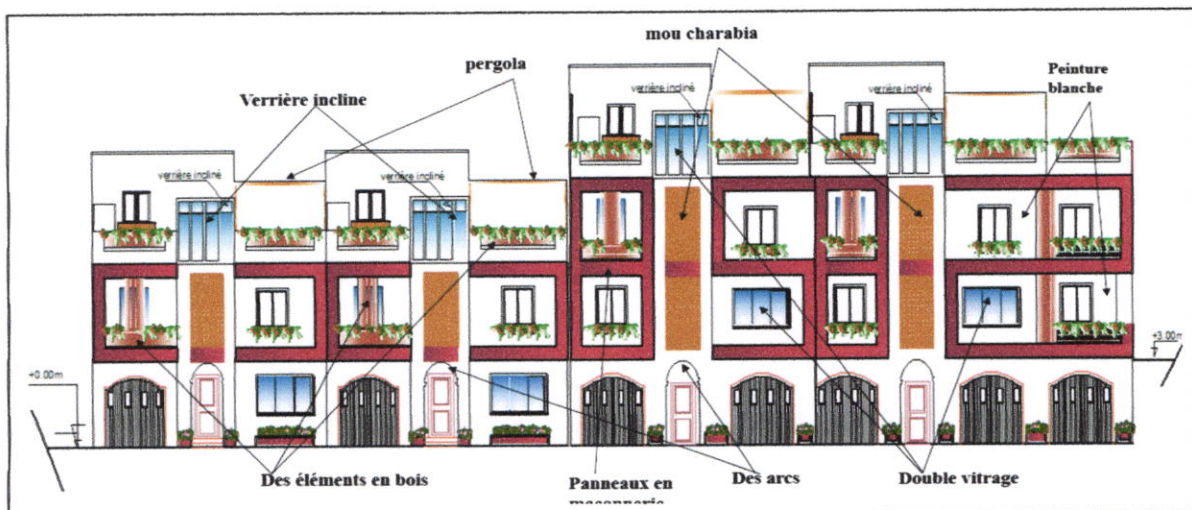 mou charabia
pergola
Peinture
blanche
Verrière incline
verrière incliné
verrière incliné
verrière incliné
verrière incliné
+3.00m
+0.00m
Des éléments en bois
Panneaux en
maçonnerie
Des arcs
Double vitrage